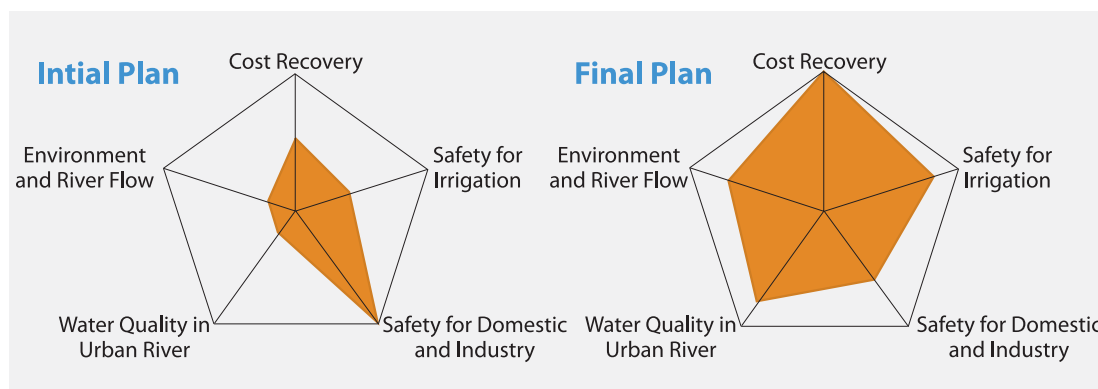 Intial Plan
Cost Recovery
Environment
and River Flow
Safety for
Irrigation
Water Quality in
Urban River
Safety for Domestic
and Industry
Final Plan
Cost Recovery
Environment
and River Flow
Safety for
Irrigation
Water Quality in
Urban River
Safety for Domestic
and Industry